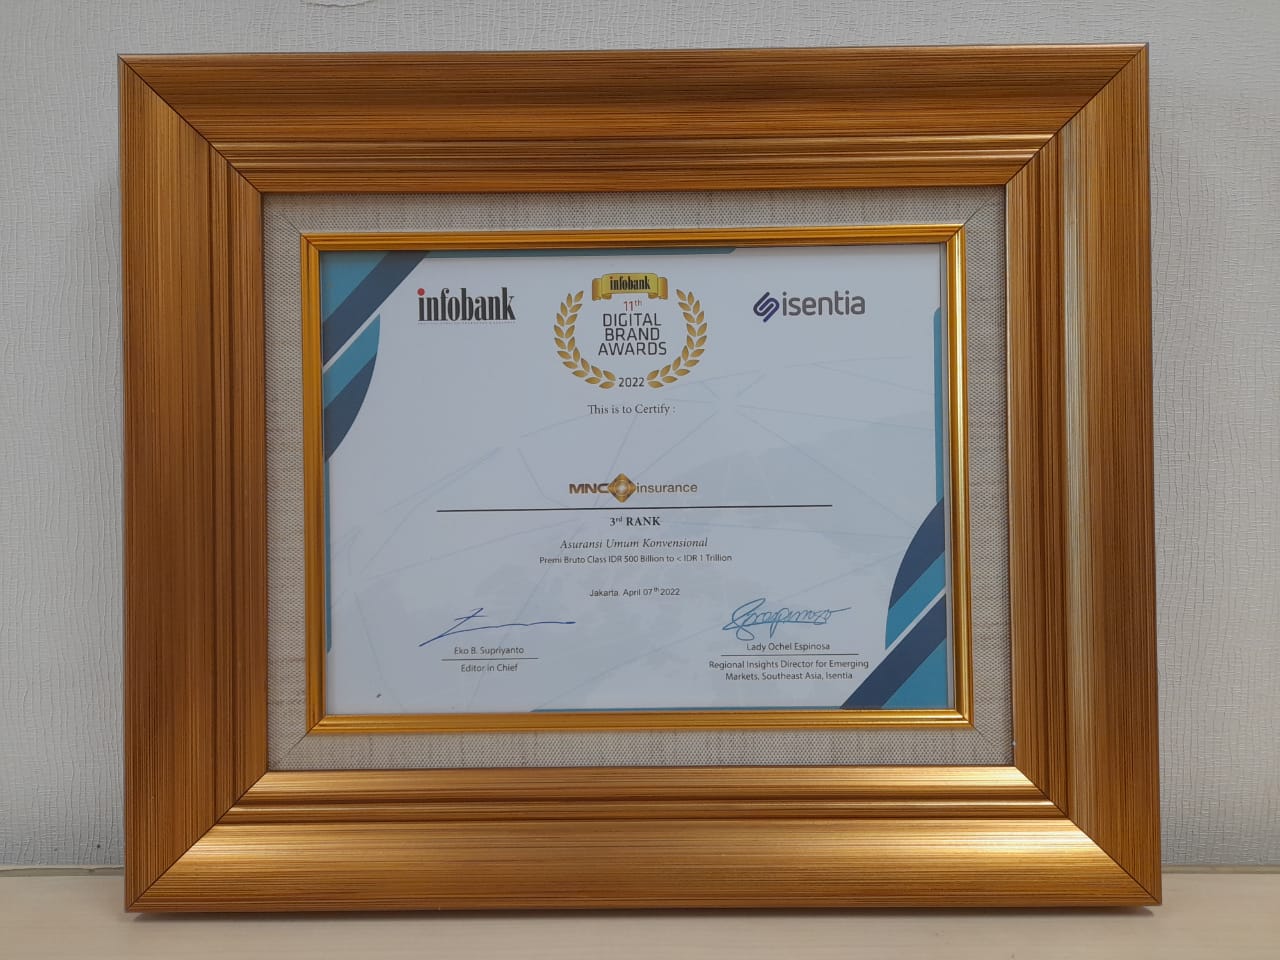 infobank
infobank
11th
DIGITAL
BRAND
AWARDS
2022
isentia
This is to Certify :
MNC insurance
3rd RANK
Asuransi Umum Konvensional
Premi Bruto Class IDR 500 Billion to < IDR 1 Trillion
Jakarta, April 07th 2022
Eko B. Supriyanto
Editor in Chief
Lady Ochel Espinosa
Regional Insights Director for Emerging
Markets, Southeast Asia, Isentia